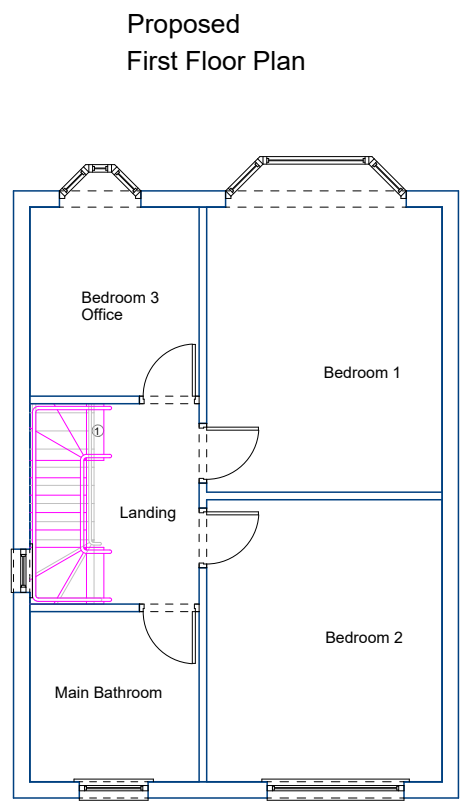 Proposed
First Floor Plan
Bedroom 3
Office
Bedroom 1
1
Landing
Bedroom 2
Main Bathroom